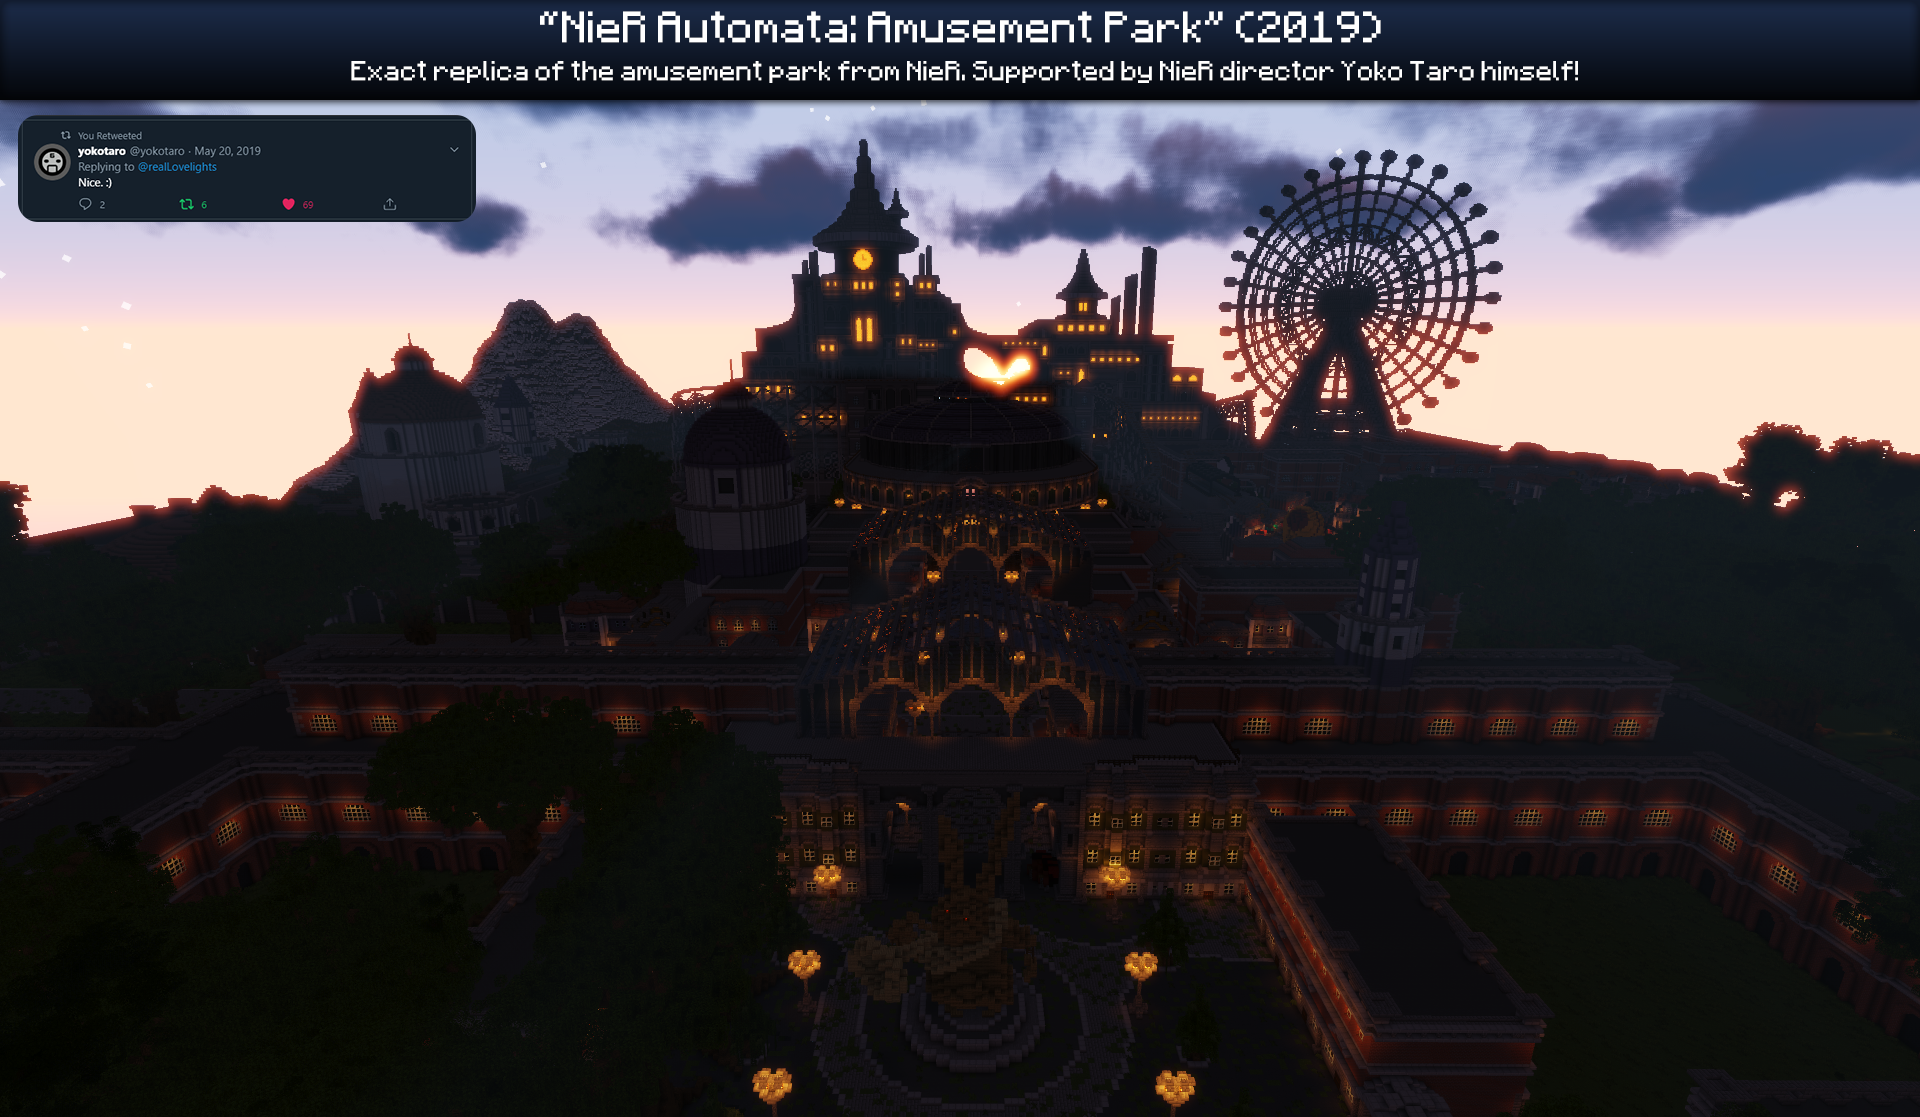 "NieR Automata: Amusement Park" (2019)
Exact replica of the amusement park from NieR. Supported by NieR director Yoko Taro himself!
You Retweeted
yokotaro @yokotaro · May 20, 2019
Replying to @realLovelights
Nice. :)
2 6 69